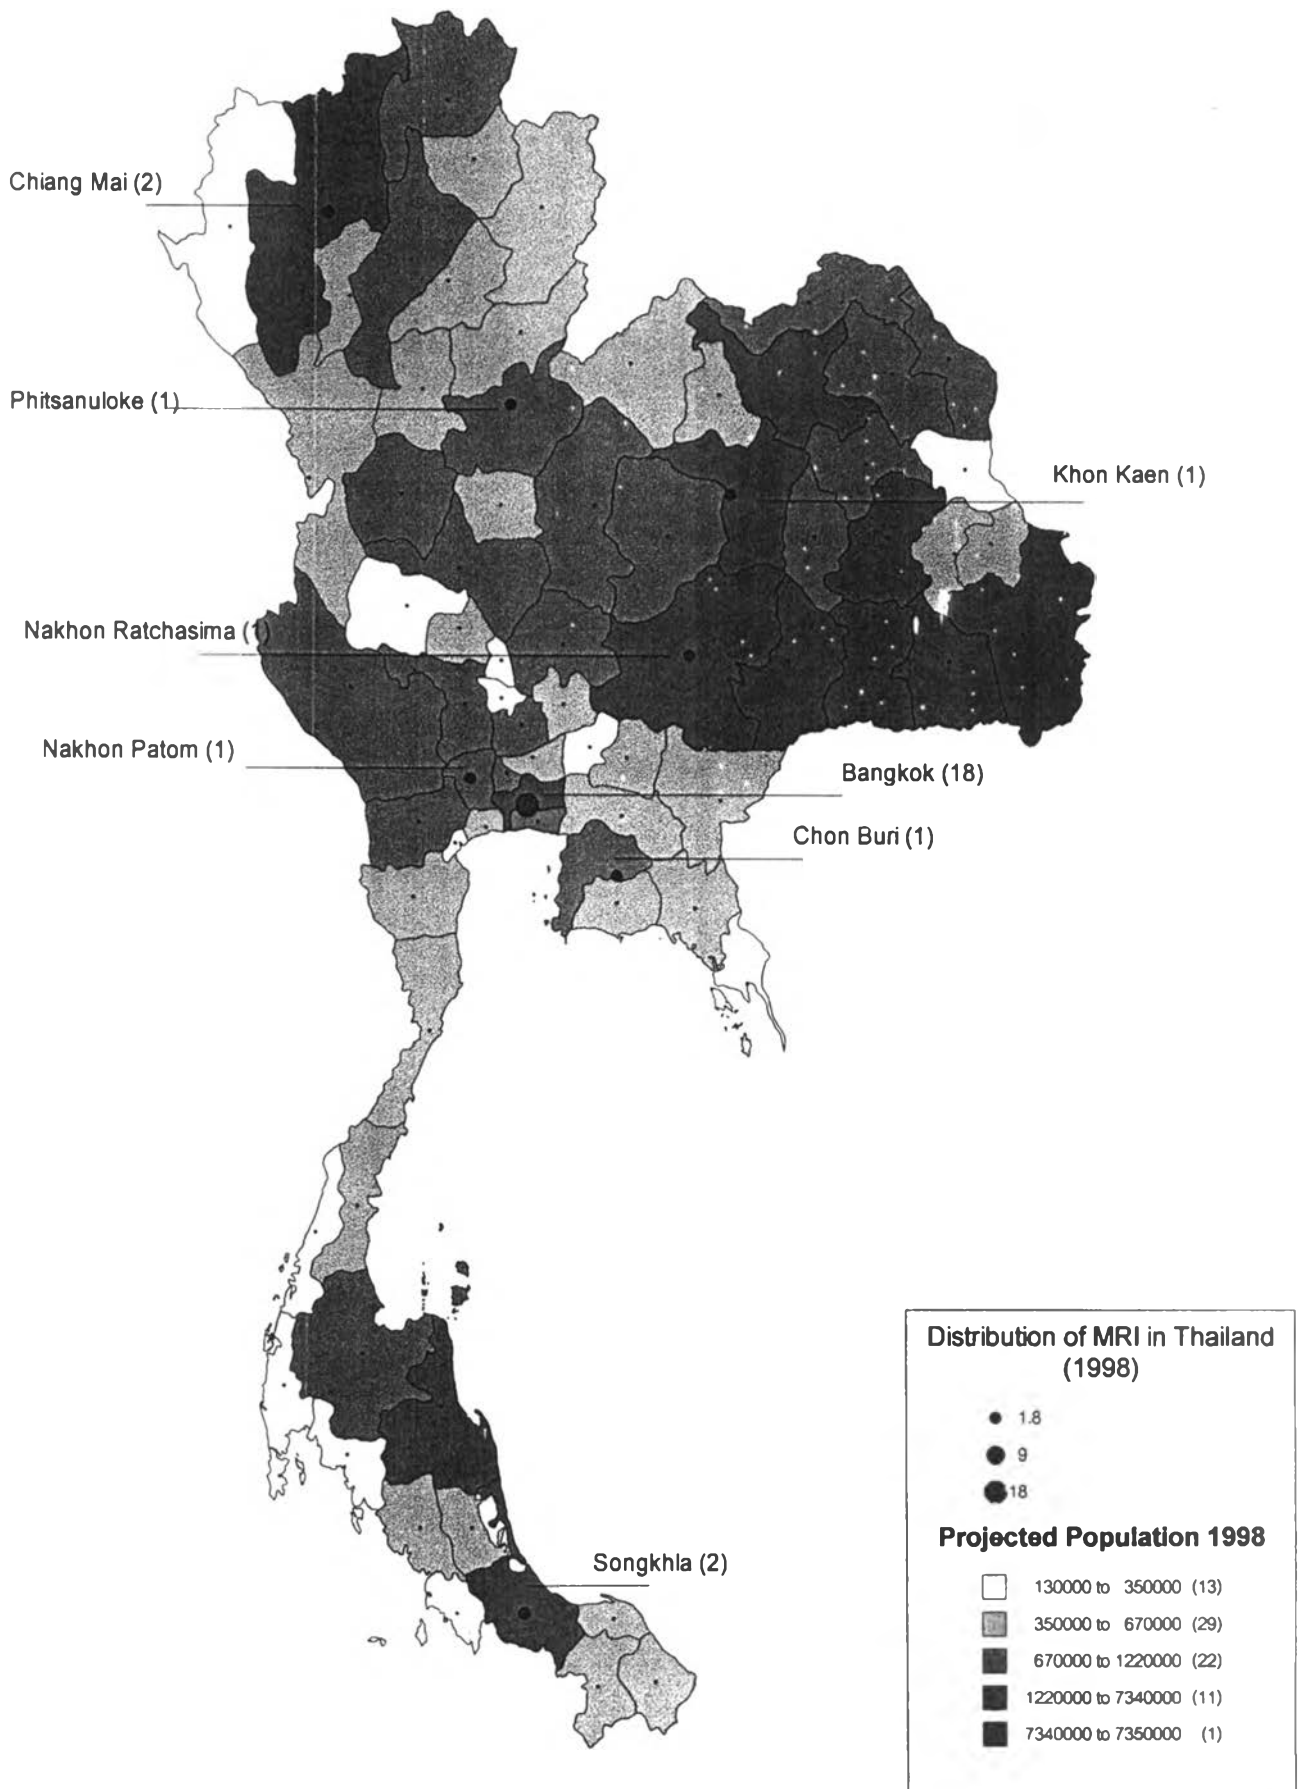 Chiang Mai (2)
Phitsanuloke (1)
Khon Kaen (1)
Nakhon Ratchasima (1)
Nakhon Patom (1)
Bangkok (18)
Chon Buri (1)
Songkhla (2)
Distribution of MRI in Thailand
(1998)
1.8
9
18
Projected Population 1998
130000 to 350000 (13)
350000 to 670000 (29)
670000 to 1220000 (22)
1220000 to 7340000 (11)
7340000 to 7350000 (1)